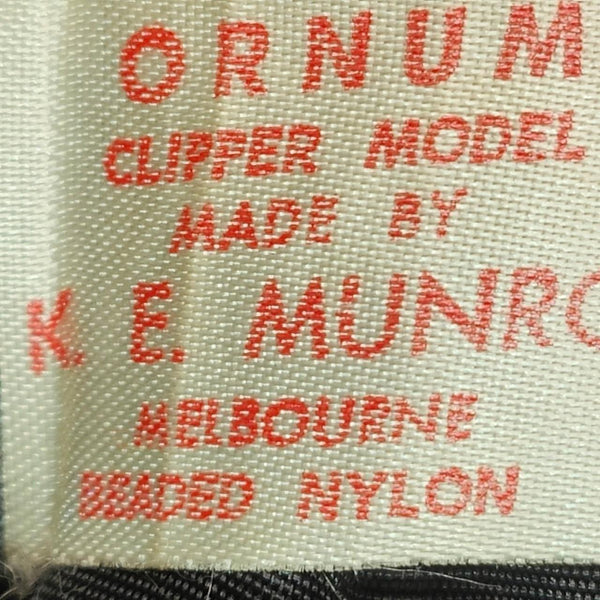 ORNUM
CLIPPER MODEL
MADE BY
K. E. MUNRO
MELBOURNE
BEADED NYLON